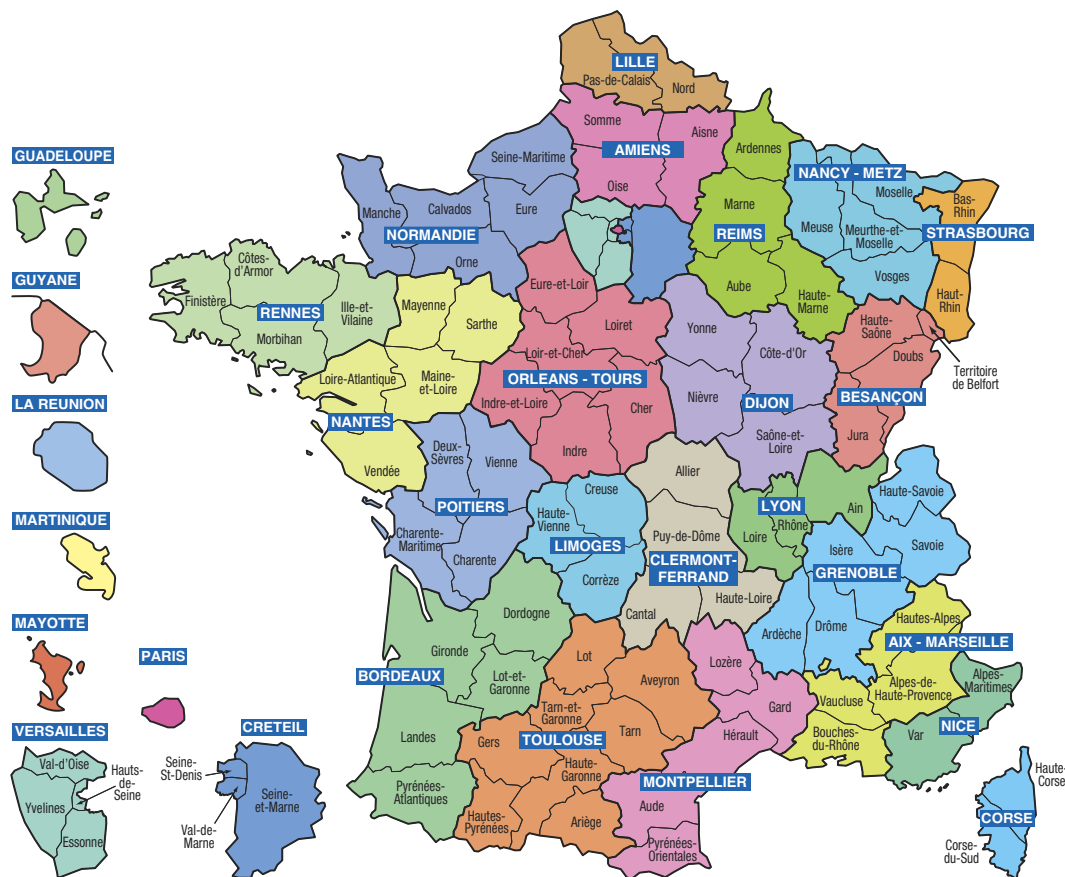 LILLE
Pas-de-Calais
Nord
Somme
Aisne
AMIENS
Oise
Ardennes
Marne
REIMS
Aube
Haute-
Marne
NANCY - METZ
Moselle
Meuse
Meurthe-et-
Moselle
Vosges
Bas-
Rhin
STRASBOURG
Haut-
Rhin
Seine-Maritime
Eure
Calvados
Manche
NORMANDIE
Orne
Côtes-
d'Armor
Finistère
RENNES
Ille-et-
Vilaine
Morbihan
Mayenne
Sarthe
Loire-Atlantique
Maine-
et-Loire
NANTES
Vendée
Eure-et-Loir
Loiret
Loir-et-Cher
ORLEANS - TOURS
Indre-et-Loire
Cher
Indre
Yonne
Côte-d'Or
Nièvre
DIJON
Saône-et-
Loire
Haute-
Saône
Doubs
Territoire
de Belfort
BESANÇON
Jura
Deux-
Sèvres
Vienne
POITIERS
Charente-
Maritime
Charente
Creuse
Haute-
Vienne
LIMOGES
Corrèze
Allier
Puy-de-Dôme
CLERMONT-
FERRAND
Cantal
Haute-Loire
LYON
Ain
Rhône
Loire
Haute-Savoie
Savoie
Isère
GRENOBLE
Ardèche
Drôme
Dordogne
Gironde
BORDEAUX
Lot-et-
Garonne
Landes
Pyrénées-
Atlantiques
Lot
Aveyron
Tarn-et-
Garonne
Tarn
Gers
TOULOUSE
Haute-
Garonne
Hautes-
Pyrénées
Ariège
Lozère
Gard
Hérault
MONTPELLIER
Aude
Pyrénées-
Orientales
Hautes-Alpes
AIX - MARSEILLE
Alpes-de-
Haute-Provence
Vaucluse
Bouches-
du-Rhône
Alpes-
Maritimes
NICE
Var
Haute-
Corse
CORSE
Corse-
du-Sud
GUADELOUPE
GUYANE
LA REUNION
MARTINIQUE
MAYOTTE
PARIS
VERSAILLES
Val-d'Oise
Hauts-
de-
Seine
Yvelines
Essonne
CRETEIL
Seine-
St-Denis
Seine-
et-Marne
Val-de-
Marne